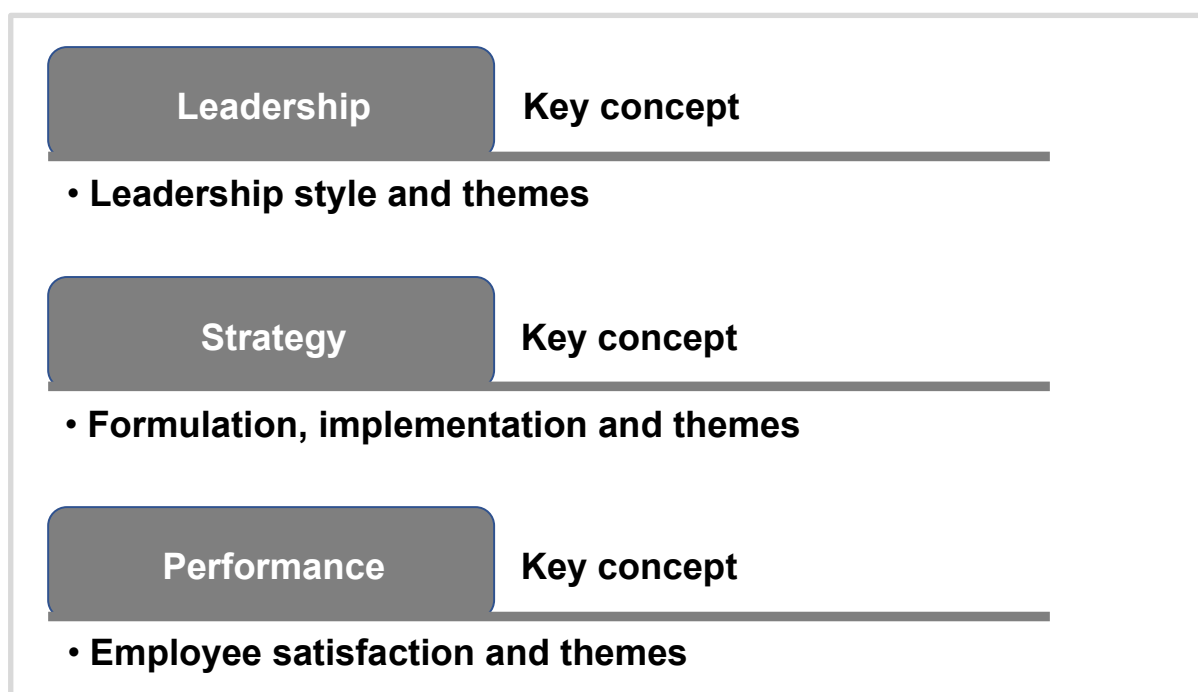 Leadership Key concept
• Leadership style and themes
Strategy Key concept
• Formulation, implementation and themes
Performance Key concept
• Employee satisfaction and themes